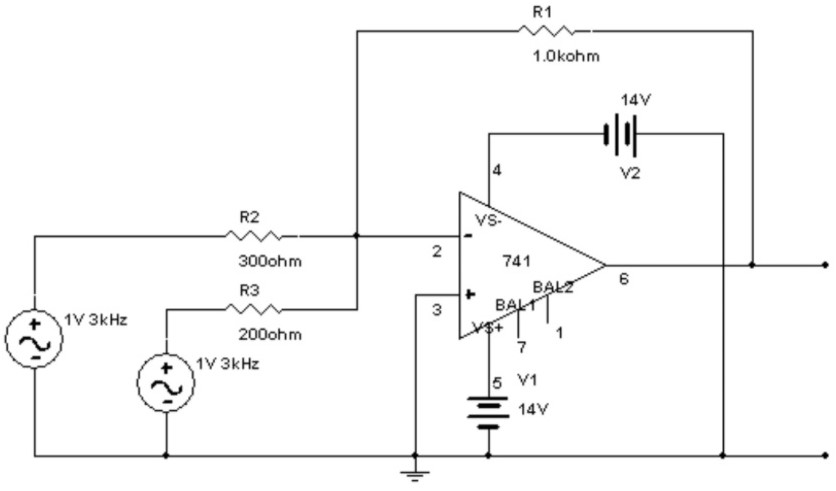 R1
1.0kohm
14V
V2
4
VS-
R2
300ohm
2
741
6
R3
200ohm
3
BAL2
BAL1
VS+
7
1
1V 3kHz
1V 3kHz
5
V1
14V